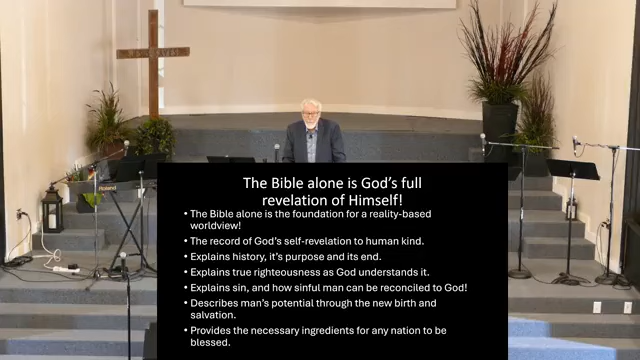 JESUS SAVES
Roland
The Bible alone is God's full
revelation of Himself!
• The Bible alone is the foundation for a reality-based
worldview!
• The record of God's self-revelation to human kind.
• Explains history, it's purpose and its end.
• Explains true righteousness as God understands it.
• Explains sin, and how sinful man can be reconciled to God!
• Describes man's potential through the new birth and
salvation.
• Provides the necessary ingredients for any nation to be
blessed.